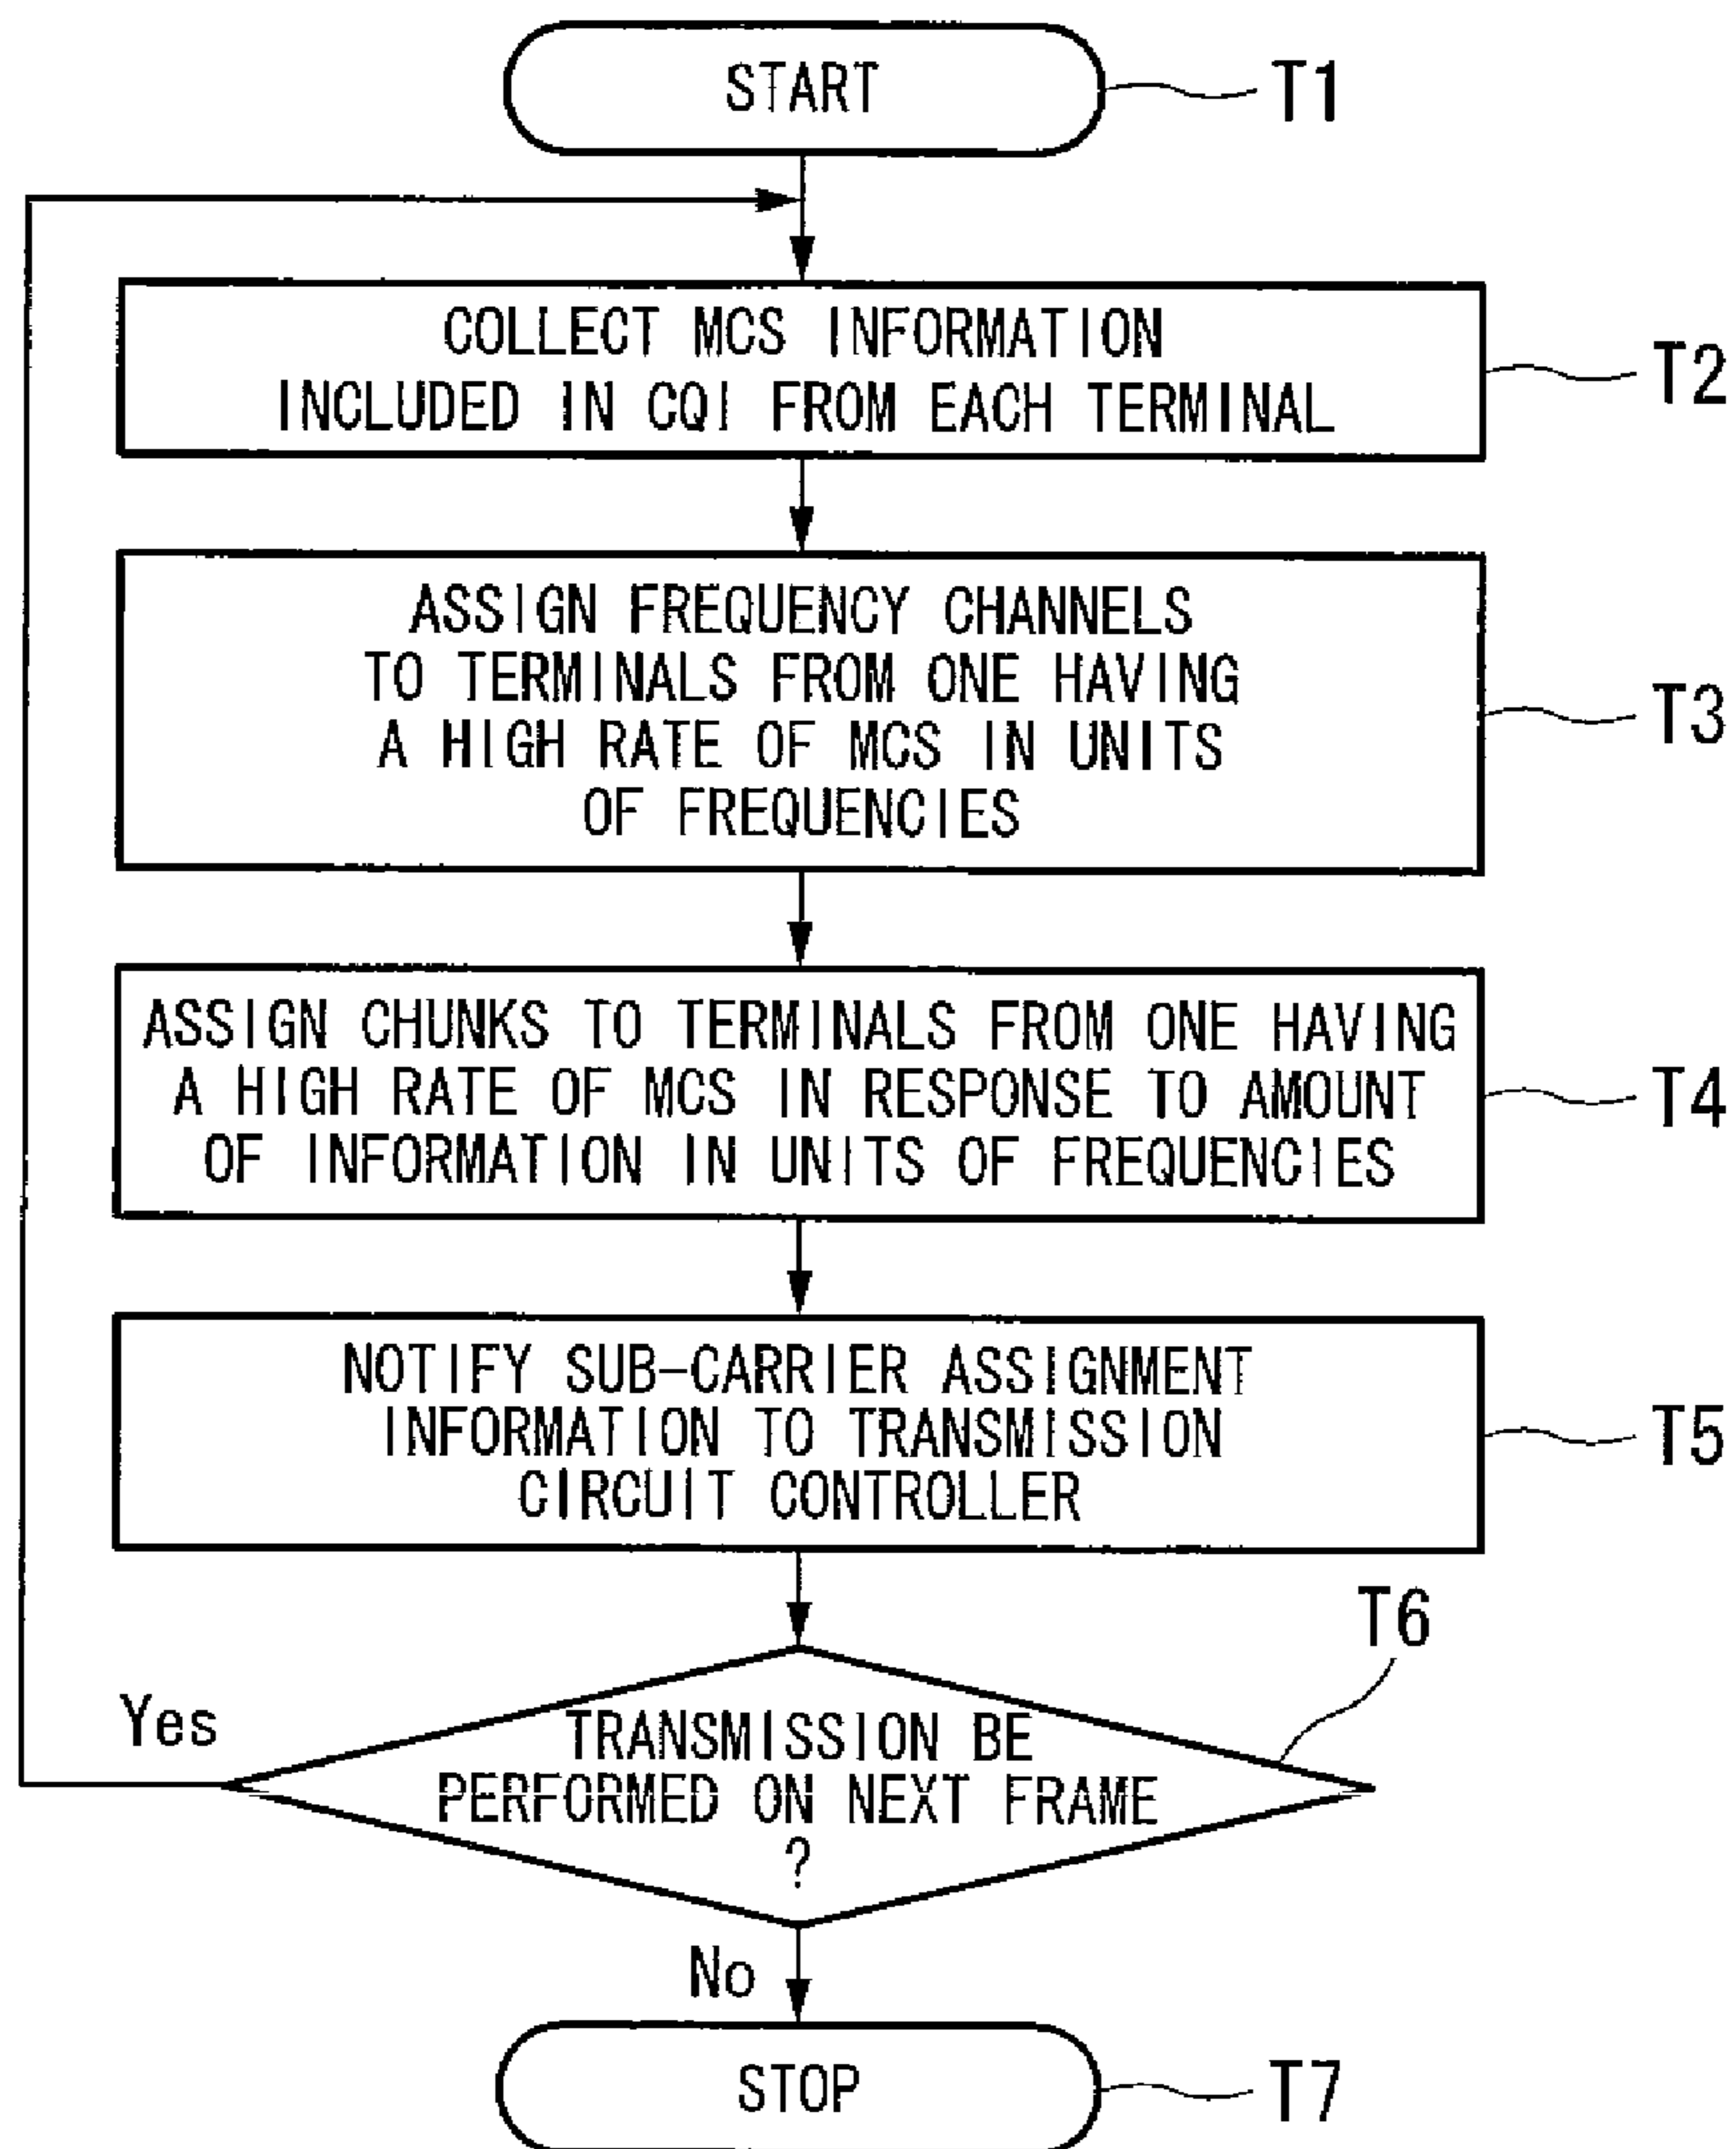 START
T1
COLLECT MCS INFORMATION
INCLUDED IN CQI FROM EACH TERMINAL
T2
ASSIGN FREQUENCY CHANNELS
TO TERMINALS FROM ONE HAVING
A HIGH RATE OF MCS IN UNITS
OF FREQUENCIES
T3
ASSIGN CHUNKS TO TERMINALS FROM ONE HAVING
A HIGH RATE OF MCS IN RESPONSE TO AMOUNT
OF INFORMATION IN UNITS OF FREQUENCIES
T4
NOTIFY SUB-CARRIER ASSIGNMENT
INFORMATION TO TRANSMISSION
CIRCUIT CONTROLLER
T5
T6
Yes
TRANSMISSION BE
PERFORMED ON NEXT FRAME
?
No
STOP
T7